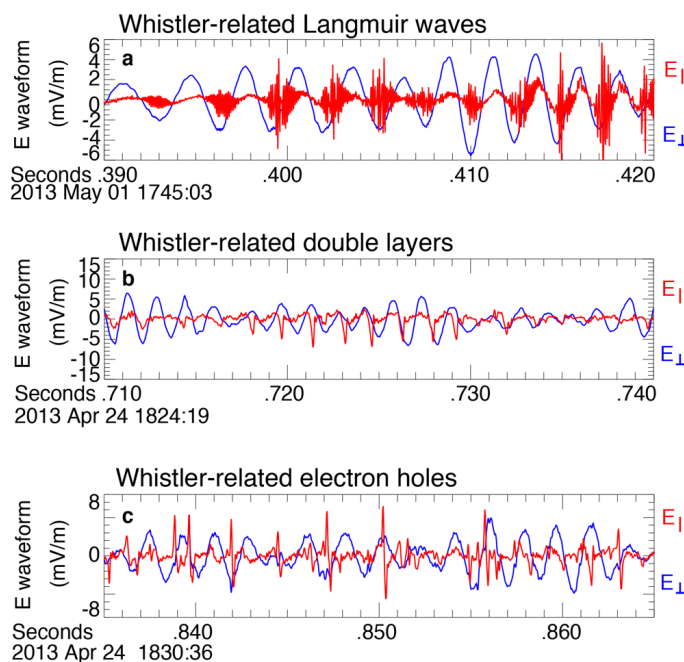 Whistler-related Langmuir waves
a
E waveform
(mV/m)
6
4
2
0
-2
-4
-6
E||
E⊥
Seconds .390 .400 .410 .420
2013 May 01 1745:03
Whistler-related double layers
b
E waveform
(mV/m)
15
10
5
0
-5
-10
-15
E||
E⊥
Seconds .710 .720 .730 .740
2013 Apr 24 1824:19
Whistler-related electron holes
c
E waveform
(mV/m)
8
0
-8
E||
E⊥
Seconds .840 .850 .860
2013 Apr 24 1830:36